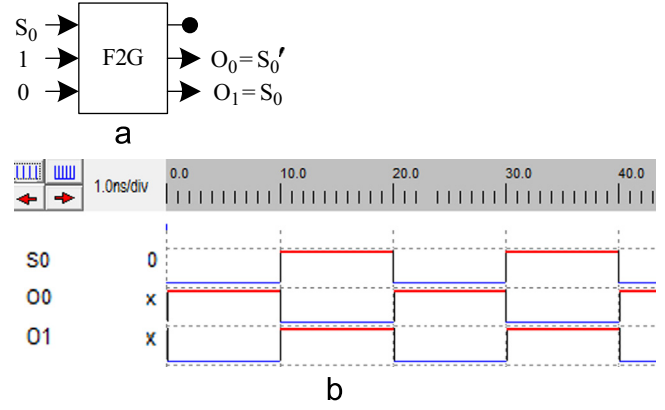 S₀
1 F2G O₀=S₀′
0 O₁=S₀
a
1.0ns/div 0.0 10.0 20.0 30.0 40.0
S0 0
O0 x
O1 x
b